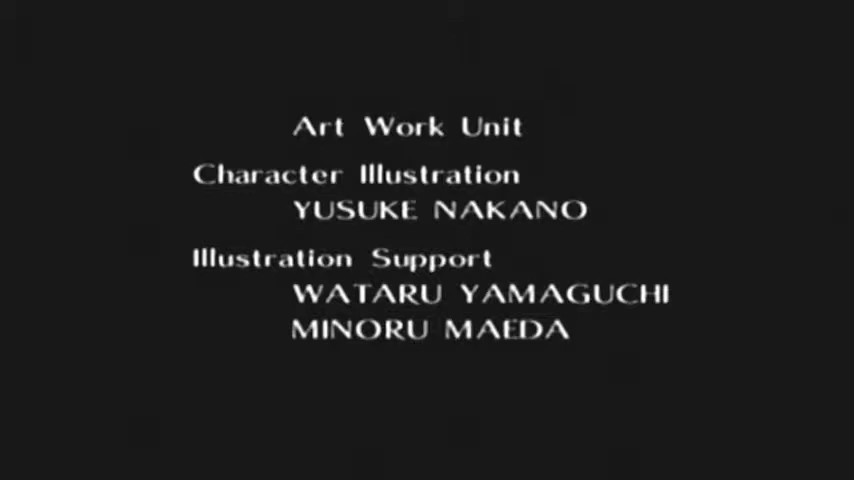 Art Work Unit
Character Illustration
YUSUKE NAKANO
Illustration Support
WATARU YAMAGUCHI
MINORU MAEDA